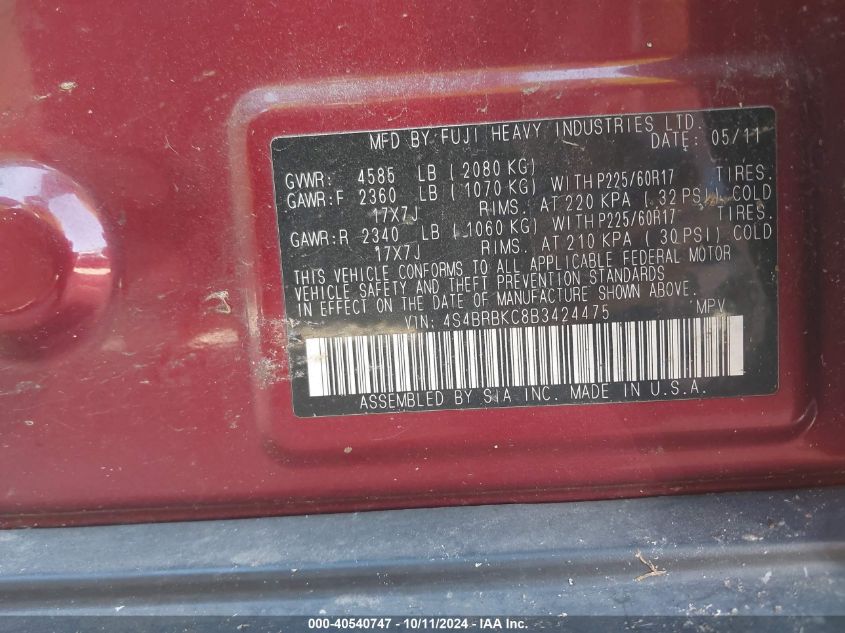 MFD BY FUJI HEAVY INDUSTRIES LTD.
DATE: 05/11
GVWR: 4585 LB ( 2080 KG)
GAWR:F 2360 LB ( 1070 KG) WITH P225/60R17 TIRES.
17X7J RIMS. AT 220 KPA ( 32 PSI) COLD
GAWR:R 2340 LB ( 1060 KG) WITH P225/60R17 TIRES.
17X7J RIMS. AT 210 KPA ( 30 PSI) COLD
THIS VEHICLE CONFORMS TO ALL APPLICABLE FEDERAL MOTOR
VEHICLE SAFETY AND THEFT PREVENTION STANDARDS
IN EFFECT ON THE DATE OF MANUFACTURE SHOWN ABOVE.
VIN: 4S4BRBKC8B3424475 MPV
ASSEMBLED BY SIA INC. MADE IN U.S.A.
000-40540747 - 10/11/2024 - IAA Inc.